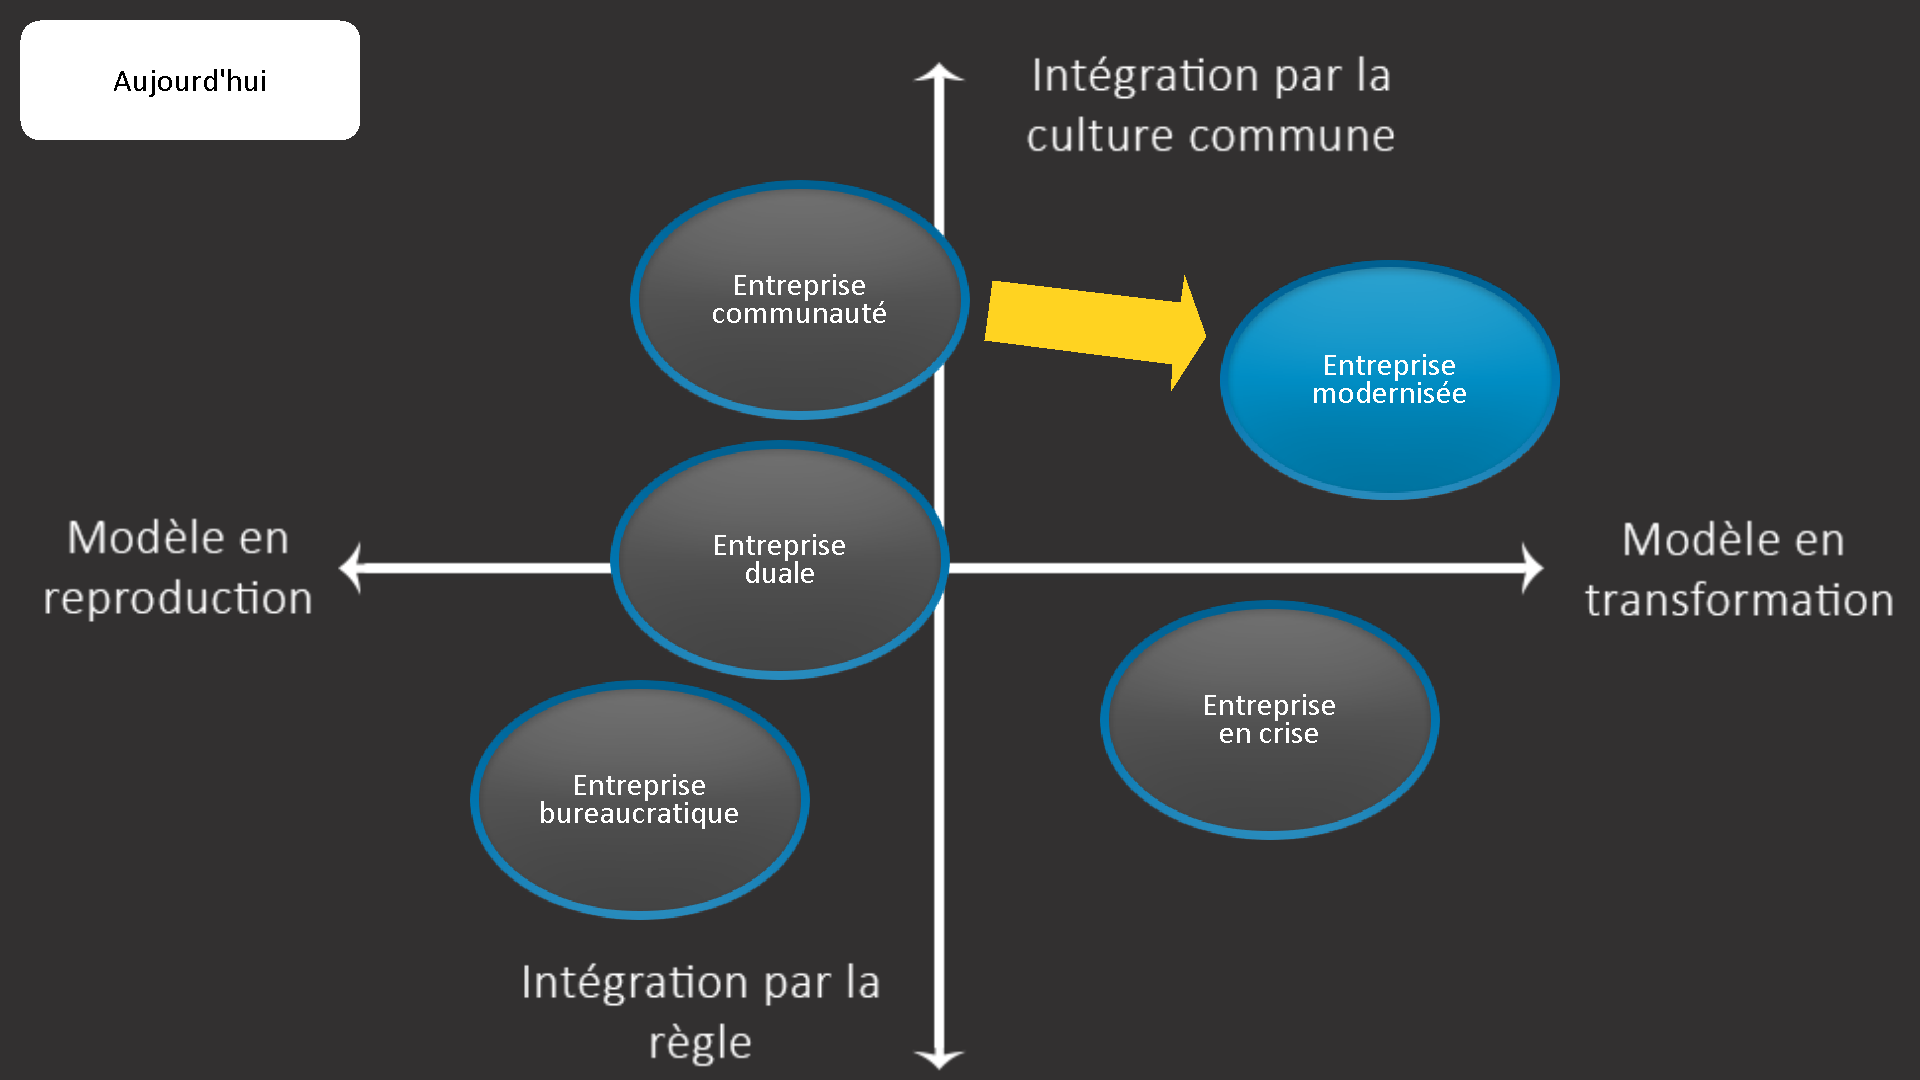 Aujourd'hui
Intégration par la
culture commune
Entreprise
communauté
Entreprise
modernisée
Modèle en
reproduction
Entreprise
duale
Modèle en
transformation
Entreprise
en crise
Entreprise
bureaucratique
Intégration par la
règle